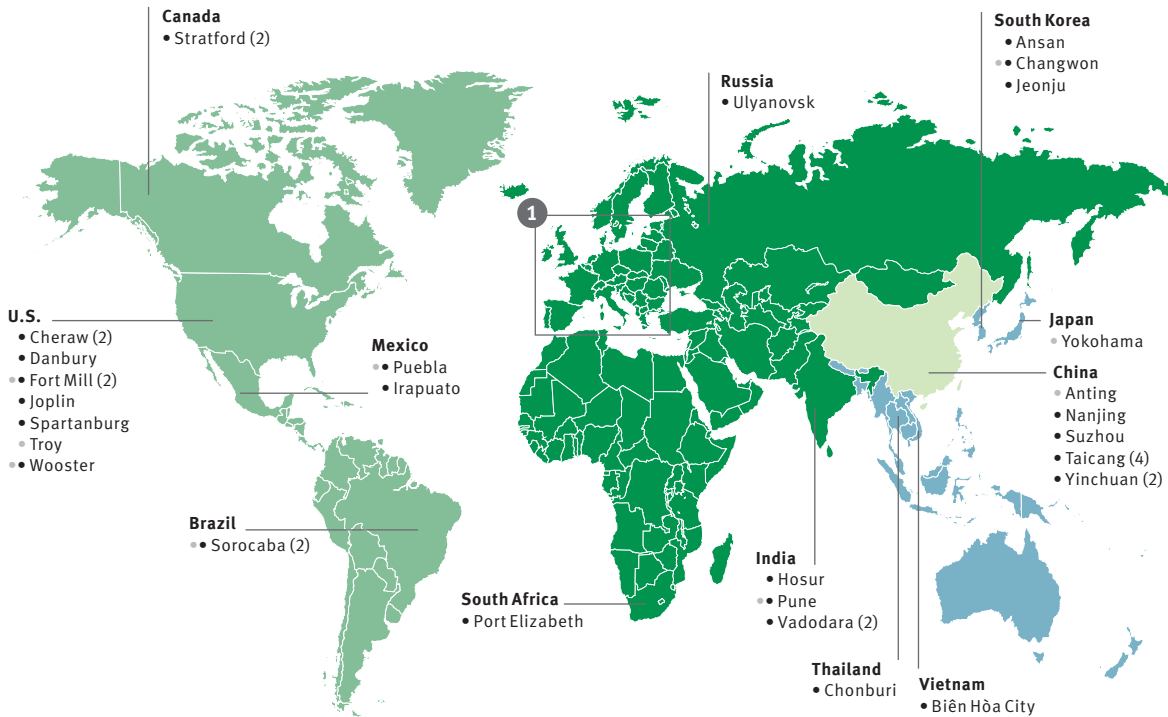 Canada
• Stratford (2)
South Korea
• Ansan
•• Changwon
• Jeonju
Russia
• Ulyanovsk
1
U.S.
• Cheraw (2)
• Danbury
•• Fort Mill (2)
• Joplin
• Spartanburg
• Troy
•• Wooster
Mexico
•• Puebla
• Irapuato
Japan
• Yokohama
China
• Anting
• Nanjing
• Suzhou
• Taicang (4)
• Yinchuan (2)
Brazil
•• Sorocaba (2)
South Africa
• Port Elizabeth
India
• Hosur
•• Pune
• Vadodara (2)
Thailand
• Chonburi
Vietnam
• Biên Hòa City